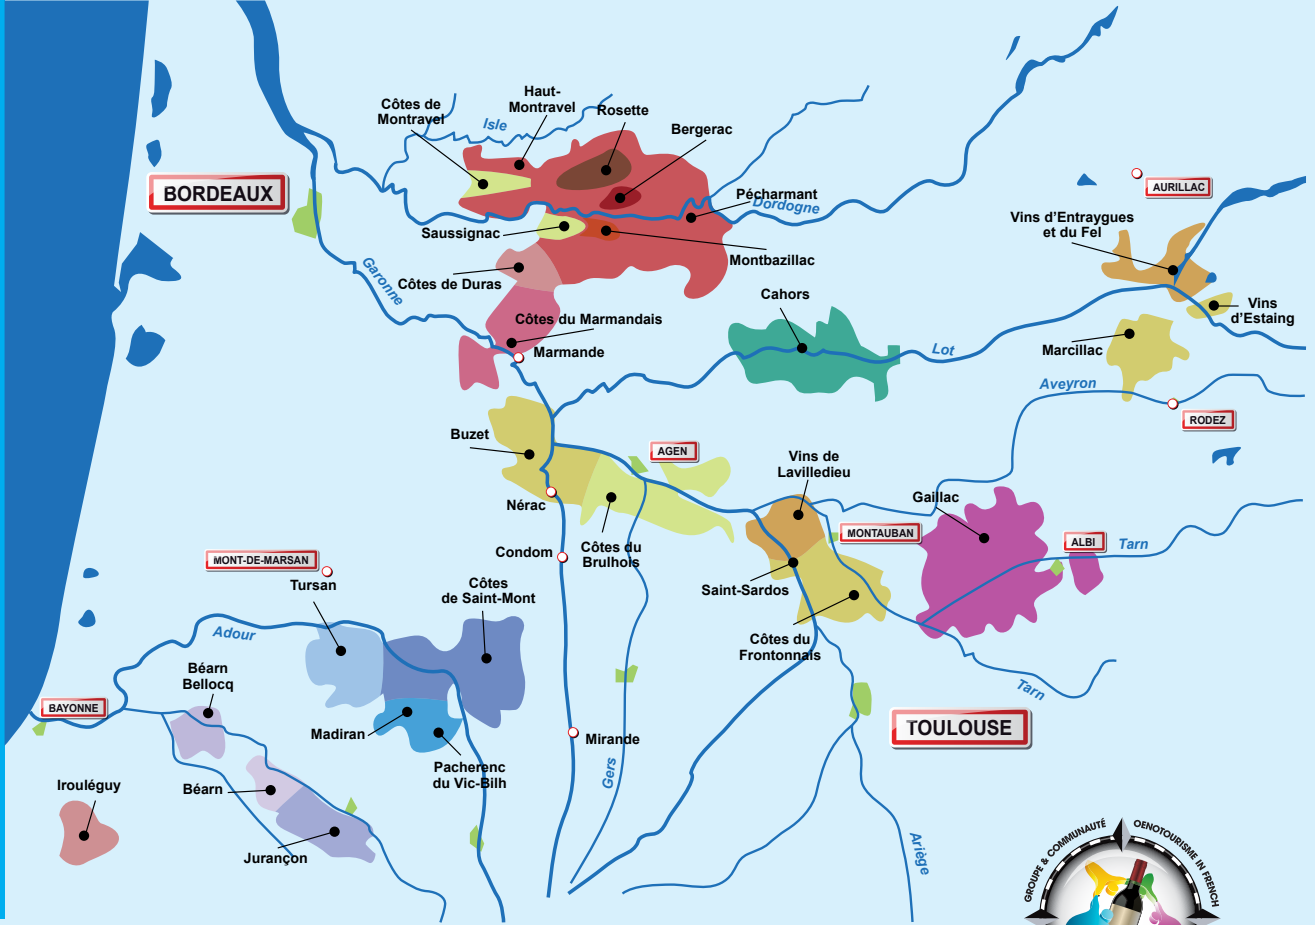 Haut-
Montravel
Côtes de
Montravel
Isle
Rosette
Bergerac
Pécharmant
Dordogne
BORDEAUX
AURILLAC
Vins d'Entraygues
et du Fel
Saussignac
Montbazillac
Garonne
Côtes de Duras
Cahors
Vins
d'Estaing
Côtes du Marmandais
Marmande
Lot
Marcillac
Aveyron
RODEZ
Buzet
AGEN
Vins de
Lavilledieu
Nérac
Gaillac
MONTAUBAN
ALBI
Tarn
Condom
Côtes du
Brulhois
MONT-DE-MARSAN
Tursan
Côtes
de Saint-Mont
Saint-Sardos
Adour
Côtes du
Frontonnais
Béarn
Bellocq
Tarn
BAYONNE
Madiran
TOULOUSE
Mirande
Pacherenc
du Vic-Bilh
Gers
Irouléguy
Béarn
Jurançon
Ariège
GROUPE & COMMUNAUTÉ
OENOTOURISME IN FRENCH